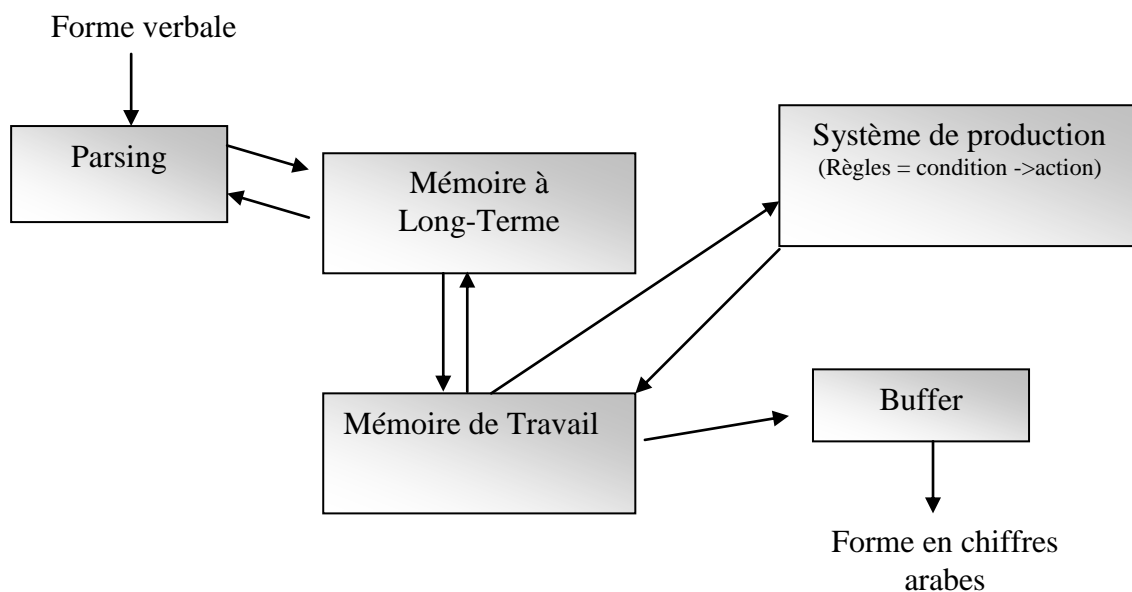 Forme verbale
Parsing
Mémoire à
Long-Terme
Système de production
(Règles = condition ->action)
Mémoire de Travail
Buffer
Forme en chiffres
arabes